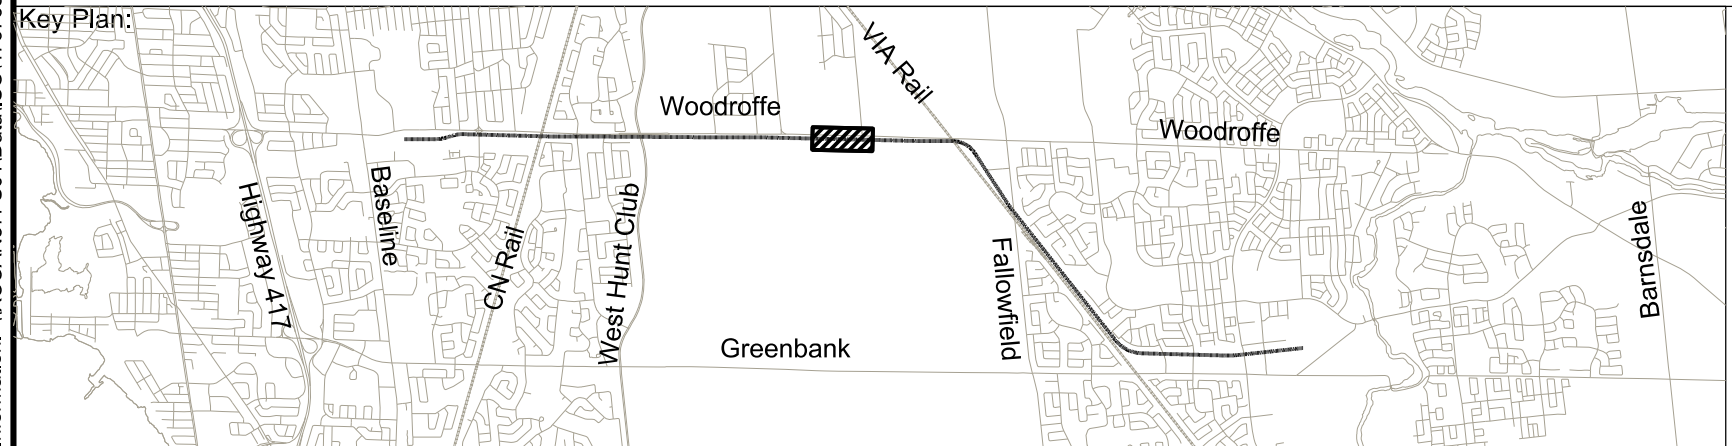 Key Plan:
VIA Rail
Woodroffe
Woodroffe
Highway 417
Baseline
CN Rail
West Hunt Club
Fallowfield
Barnsdale
Greenbank